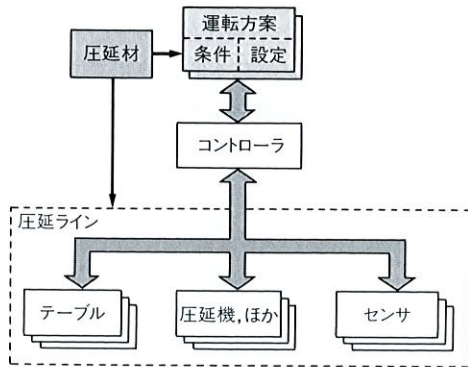 運転方案
条件 設定
圧延材
コントローラ
圧延ライン
テーブル
圧延機,ほか
センサ